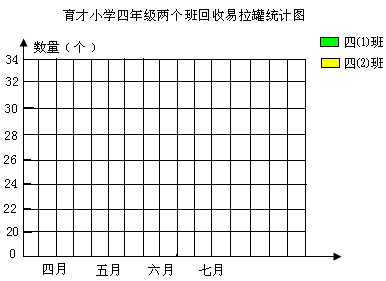 育才小学四年级两个班回收易拉罐统计图
数量（个）
四⑴班
四⑵班
34
32
30
28
26
24
22
20
0
四月 五月 六月 七月